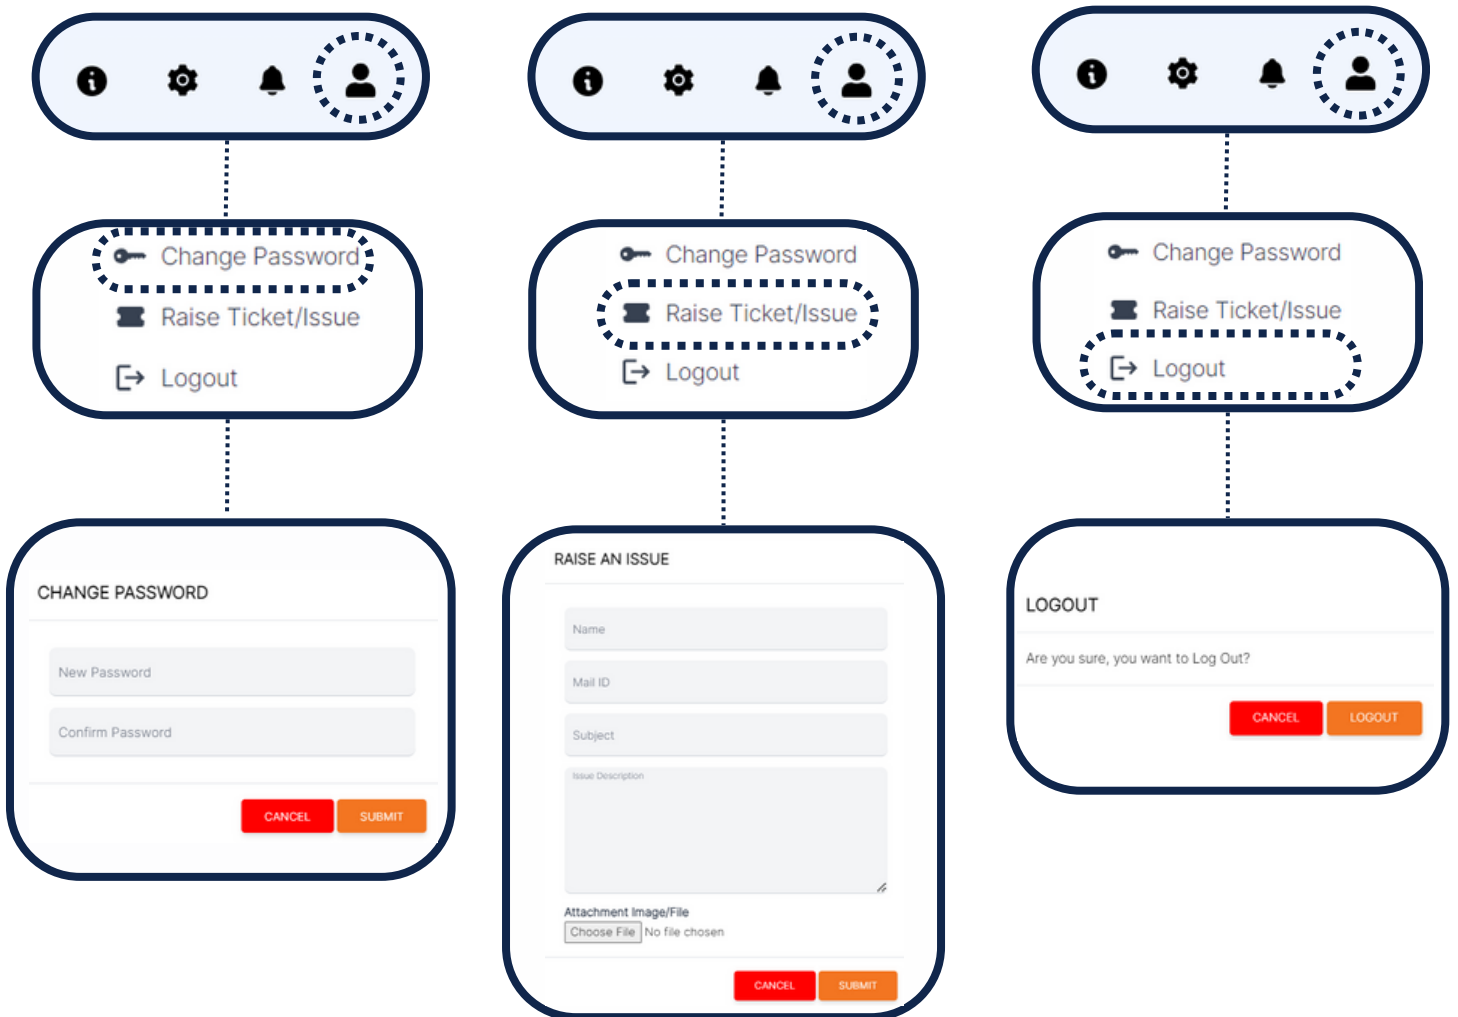 Change Password
Raise Ticket/Issue
Logout
CHANGE PASSWORD
New Password
Confirm Password
CANCEL
SUBMIT
Change Password
Raise Ticket/Issue
Logout
RAISE AN ISSUE
Name
Mail ID
Subject
Issue Description
Attachment Image/File
Choose File No file chosen
CANCEL
SUBMIT
Change Password
Raise Ticket/Issue
Logout
LOGOUT
Are you sure, you want to Log Out?
CANCEL
LOGOUT